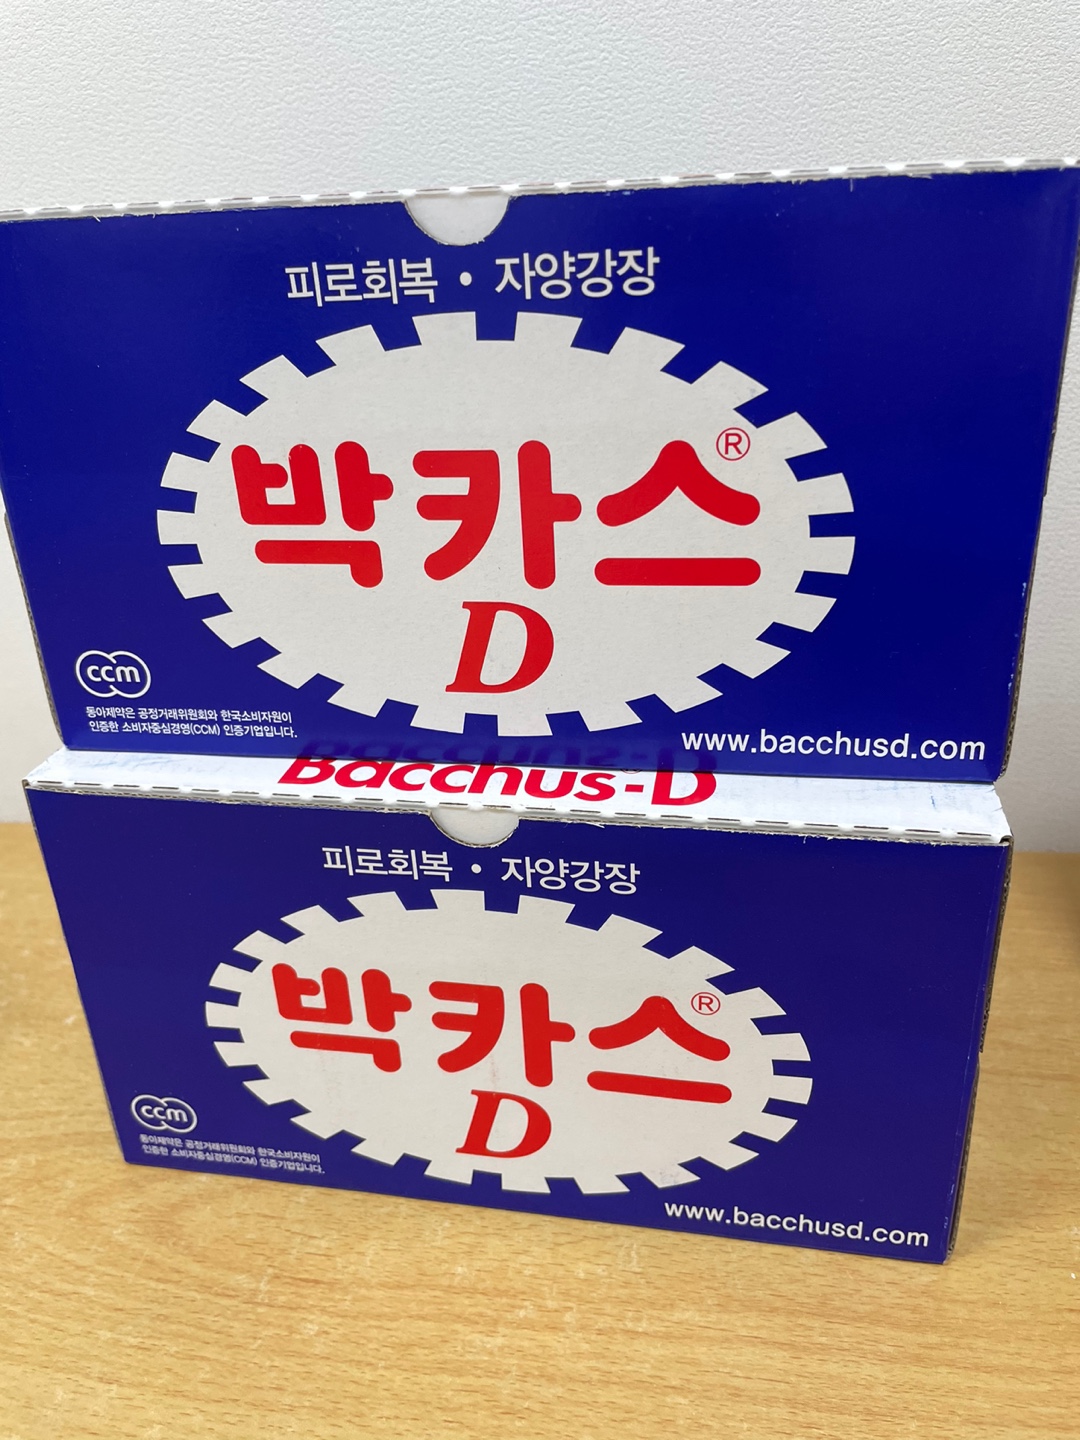 피로회복 • 자양강장
박카스®
D
ccm
동아제약은 공정거래위원회와 한국소비자원이
인증한 소비자중심경영(CCM) 인증기업입니다.
www.bacchusd.com
Bacchus-D
피로회복 • 자양강장
박카스®
D
ccm
동아제약은 공정거래위원회와 한국소비자원이
인증한 소비자중심경영(CCM) 인증기업입니다.
www.bacchusd.com